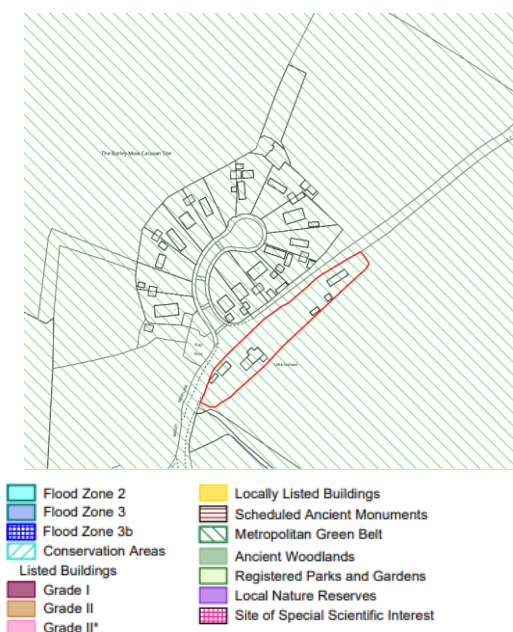 The Barley Mow Caravan Site
Flood Zone 2
Flood Zone 3
Flood Zone 3b
Conservation Areas
Listed Buildings
Grade I
Grade II
Grade II*
Locally Listed Buildings
Scheduled Ancient Monuments
Metropolitan Green Belt
Ancient Woodlands
Registered Parks and Gardens
Local Nature Reserves
Site of Special Scientific Interest